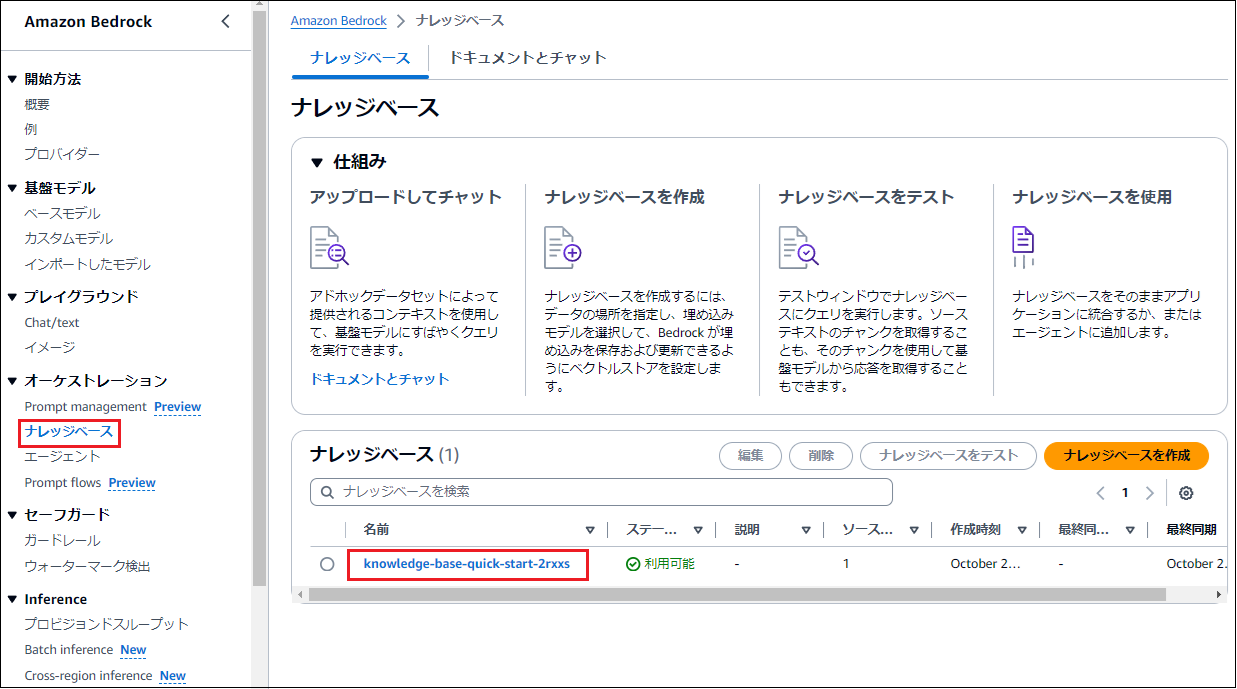 Amazon Bedrock
開始方法
概要
例
プロバイダー
基盤モデル
ベースモデル
カスタムモデル
インポートしたモデル
プレイグラウンド
Chat/text
イメージ
オーケストレーション
Prompt management Preview
ナレッジベース
エージェント
Prompt flows Preview
セーフガード
ガードレール
ウォーターマーク検出
Inference
プロビジョンドスループット
Batch inference New
Cross-region inference New
Amazon Bedrock > ナレッジベース
ナレッジベース ドキュメントとチャット
ナレッジベース
仕組み
アップロードしてチャット
アドホックデータセットによって
提供されるコンテキストを使用し
て、基盤モデルにすばやくクエリ
を実行できます。
ドキュメントとチャット
ナレッジベースを作成
ナレッジベースを作成するには、
データの場所を指定し、埋め込み
モデルを選択して、Bedrock が埋
め込みを保存および更新できるよ
うにベクトルストアを設定しま
す。
ナレッジベースをテスト
テストウィンドウでナレッジベー
スにクエリを実行します。ソース
テキストのチャンクを取得するこ
とも、そのチャンクを使用して基
盤モデルから応答を取得すること
もできます。
ナレッジベースを使用
ナレッジベースをそのままアプリ
ケーションに統合するか、または
エージェントに追加します。
ナレッジベース (1) 編集 削除 ナレッジベースをテスト ナレッジベースを作成
ナレッジベースを検索 1
名前 ステー... 説明 ソース... 作成時刻 最終同... 最終同期
knowledge-base-quick-start-2rxxs 利用可能 - 1 October 2... - October 2.